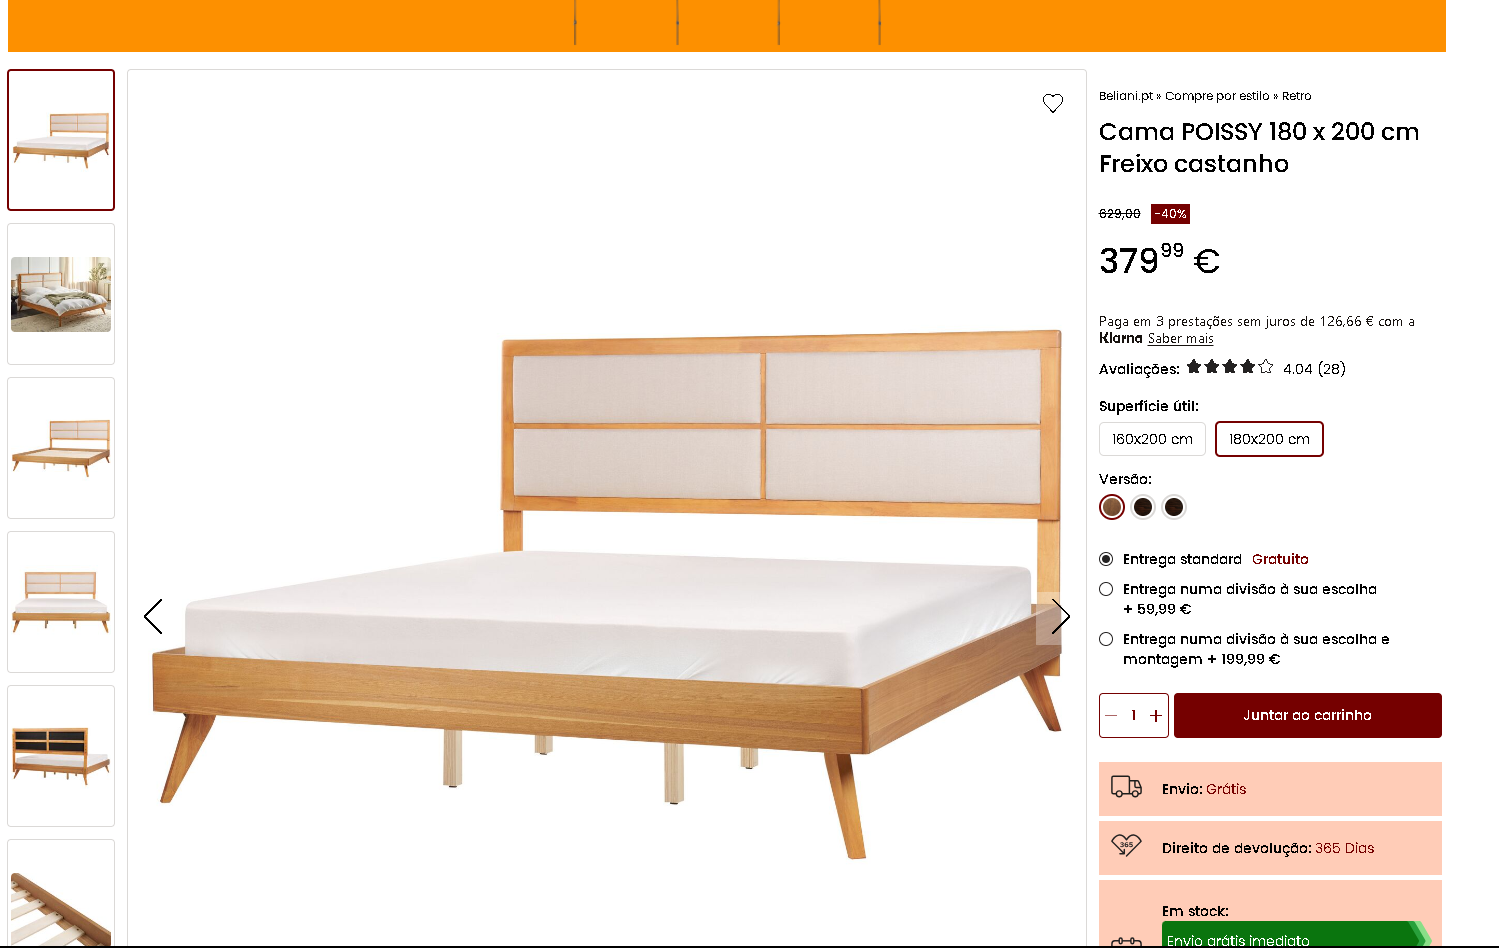 Beliani.pt » Compre por estilo » Retro
Cama POISSY 180 x 200 cm
Freixo castanho
629,00 -40%
379⁹⁹ €
Paga em 3 prestações sem juros de 126,66 € com a
Klarna Saber mais
Avaliações: 4.04 (28)
Superfície útil:
160x200 cm 180x200 cm
Versão:
Entrega standard Gratuito
Entrega numa divisão à sua escolha
+ 59,99 €
Entrega numa divisão à sua escolha e
montagem + 199,99 €
1 Juntar ao carrinho
Envio: Grátis
365 Direito de devolução: 365 Dias
Em stock:
Envio grátis imediato